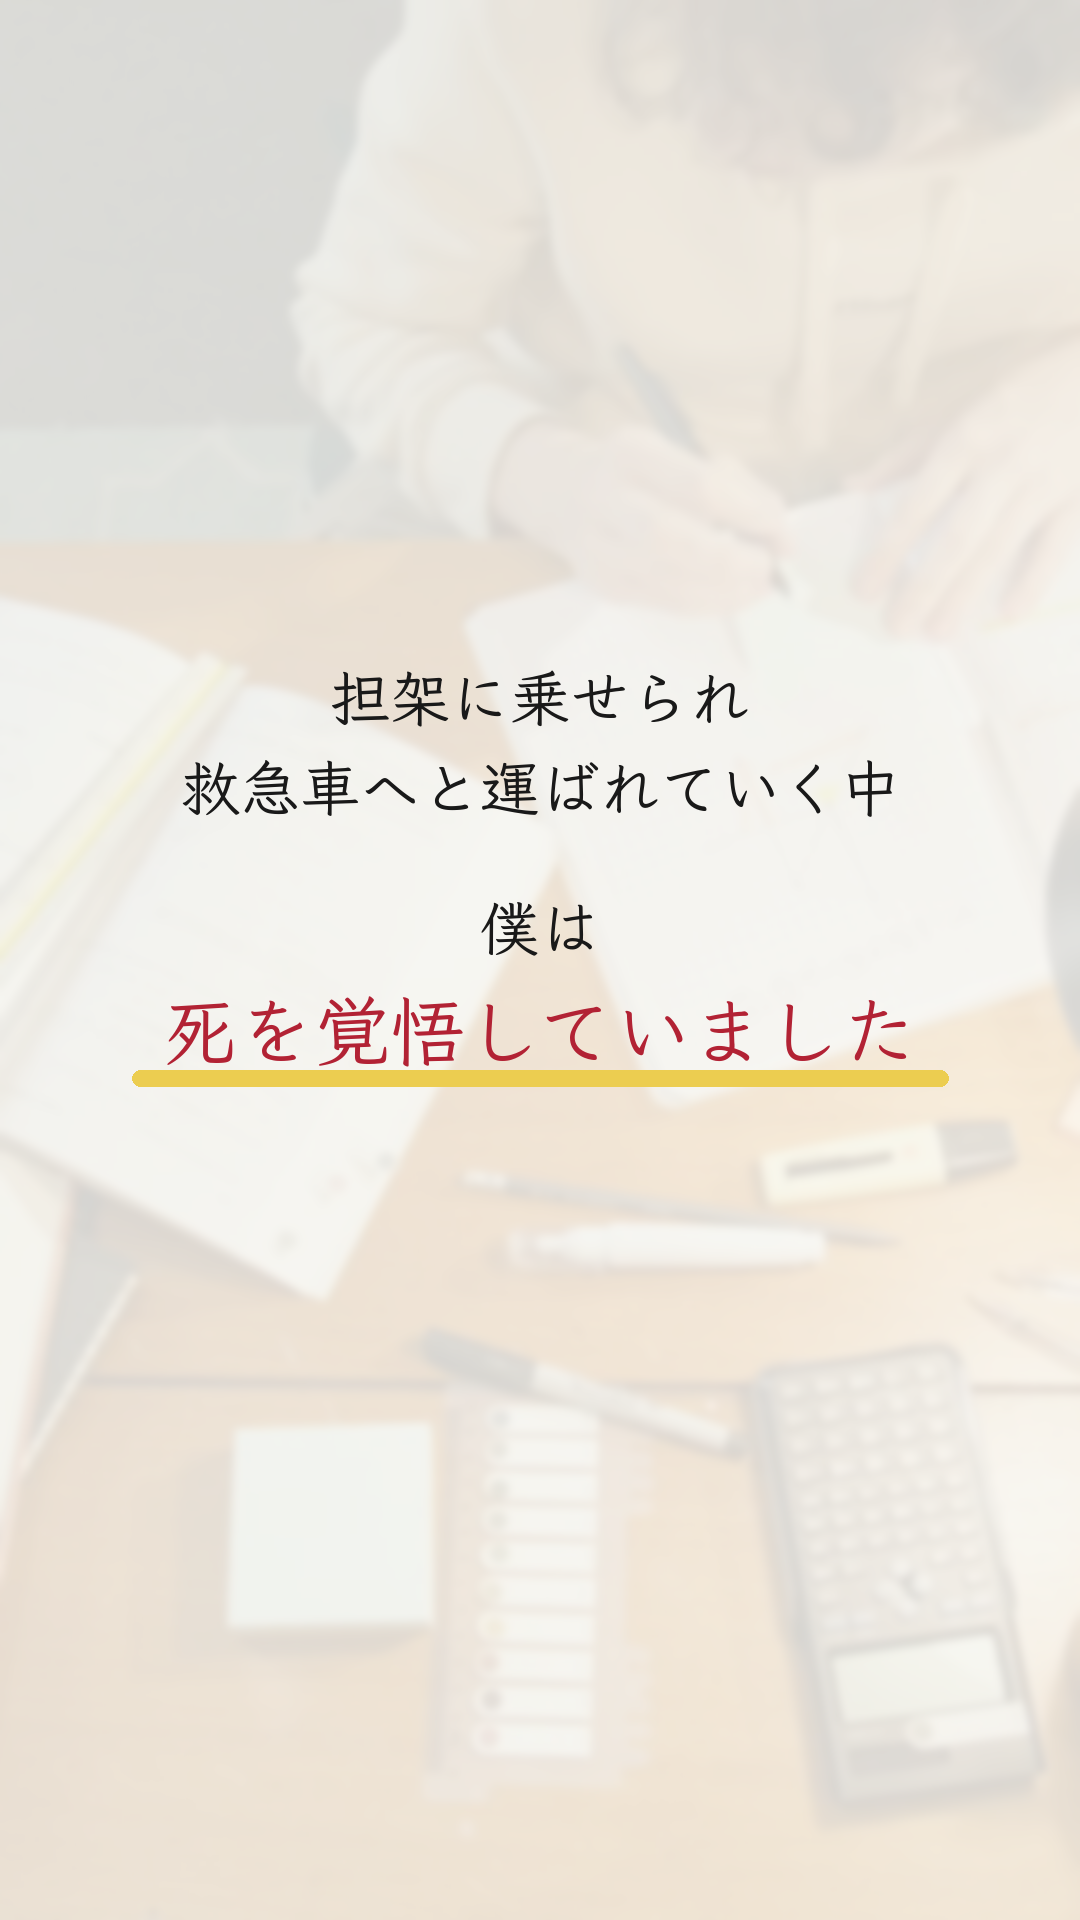 担架に乗せられ
救急車へと運ばれていく中
僕は
死を覚悟していました